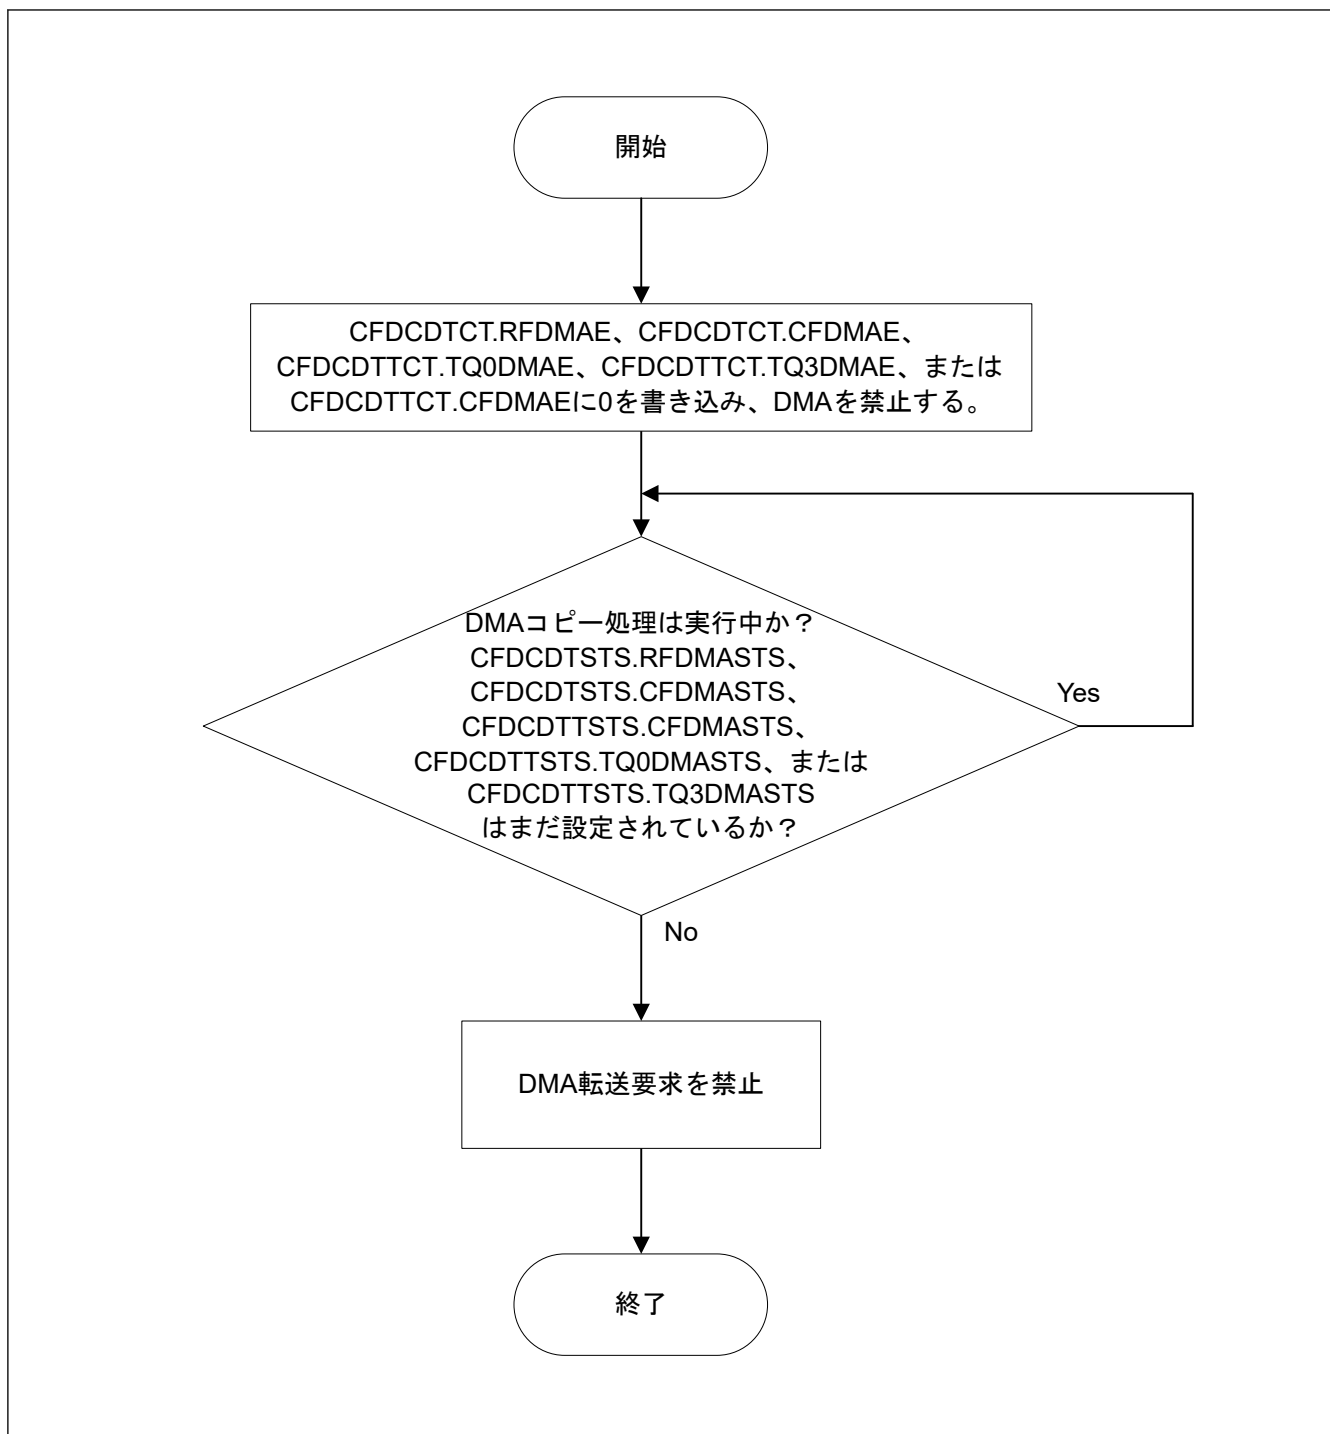 開始
CFDCDTCT.RFDMAE、CFDCDTCT.CFDMAE、
CFDCDTTCT.TQ0DMAE、CFDCDTTCT.TQ3DMAE、または
CFDCDTTCT.CFDMAEに0を書き込み、DMAを禁止する。
DMAコピー処理は実行中か？
CFDCDTSTS.RFDMASTS、
CFDCDTSTS.CFDMASTS、
CFDCDTTSTS.CFDMASTS、
CFDCDTTSTS.TQ0DMASTS、または
CFDCDTTSTS.TQ3DMASTS
はまだ設定されているか？
Yes
No
DMA転送要求を禁止
終了